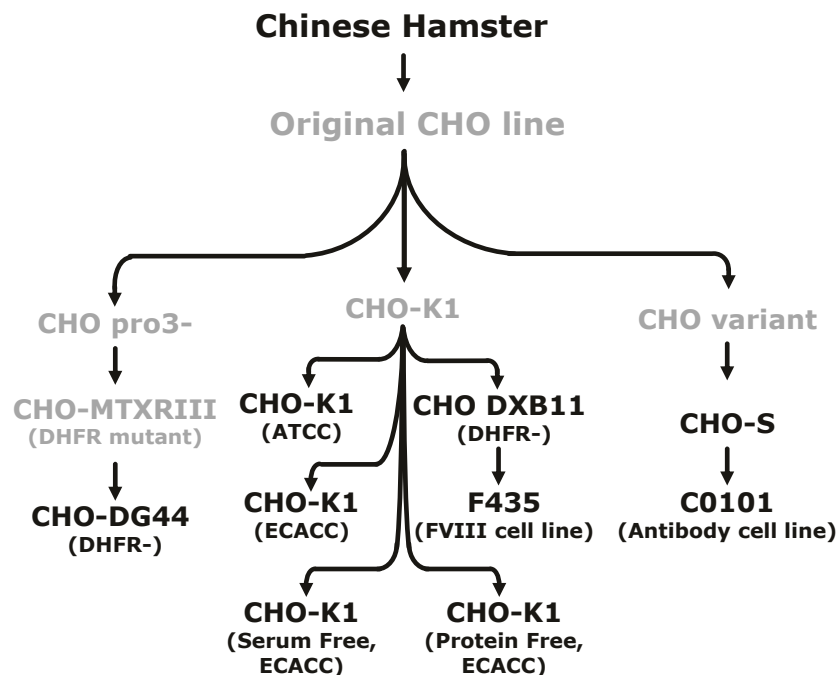 Chinese Hamster
Original CHO line
CHO pro3-
CHO-K1
CHO variant
CHO-MTXRIII
(DHFR mutant)
CHO-K1
(ATCC)
CHO DXB11
(DHFR-)
CHO-S
CHO-DG44
(DHFR-)
CHO-K1
(ECACC)
F435
(FVIII cell line)
C0101
(Antibody cell line)
CHO-K1
(Serum Free,
ECACC)
CHO-K1
(Protein Free,
ECACC)